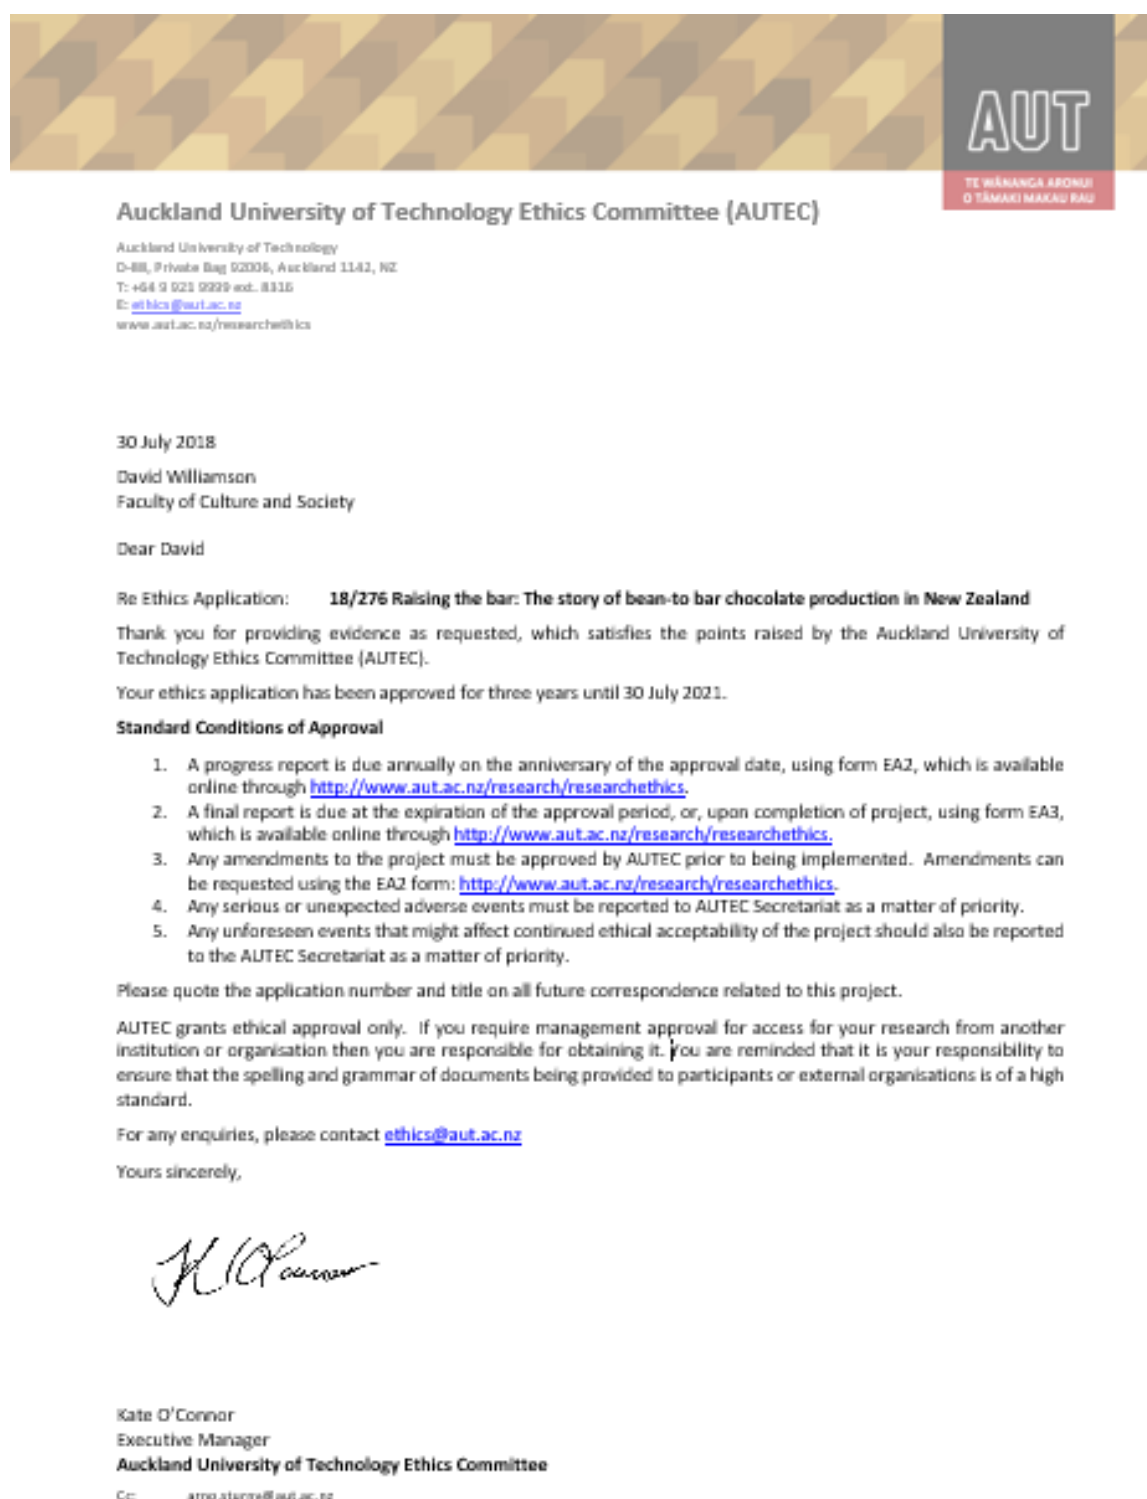 AUT
TE WĀNANGA ARONUI
O TĀMAKI MAKAU RAU
Auckland University of Technology Ethics Committee (AUTEC)
Auckland University of Technology
D-88, Private Bag 92006, Auckland 1142, NZ
T: +64 9 921 9999 ext. 8316
E: ethics@aut.ac.nz
www.aut.ac.nz/researchethics
30 July 2018
David Williamson
Faculty of Culture and Society
Dear David
Re Ethics Application: 18/276 Raising the bar: The story of bean-to bar chocolate production in New Zealand
Thank you for providing evidence as requested, which satisfies the points raised by the Auckland University of
Technology Ethics Committee (AUTEC).
Your ethics application has been approved for three years until 30 July 2021.
Standard Conditions of Approval
1. A progress report is due annually on the anniversary of the approval date, using form EA2, which is available
online through http://www.aut.ac.nz/research/researchethics.
2. A final report is due at the expiration of the approval period, or, upon completion of project, using form EA3,
which is available online through http://www.aut.ac.nz/research/researchethics.
3. Any amendments to the project must be approved by AUTEC prior to being implemented. Amendments can
be requested using the EA2 form: http://www.aut.ac.nz/research/researchethics.
4. Any serious or unexpected adverse events must be reported to AUTEC Secretariat as a matter of priority.
5. Any unforeseen events that might affect continued ethical acceptability of the project should also be reported
to the AUTEC Secretariat as a matter of priority.
Please quote the application number and title on all future correspondence related to this project.
AUTEC grants ethical approval only. If you require management approval for access for your research from another
institution or organisation then you are responsible for obtaining it. You are reminded that it is your responsibility to
ensure that the spelling and grammar of documents being provided to participants or external organisations is of a high
standard.
For any enquiries, please contact ethics@aut.ac.nz
Yours sincerely,
Kate O'Connor
Executive Manager
Auckland University of Technology Ethics Committee
Cc: